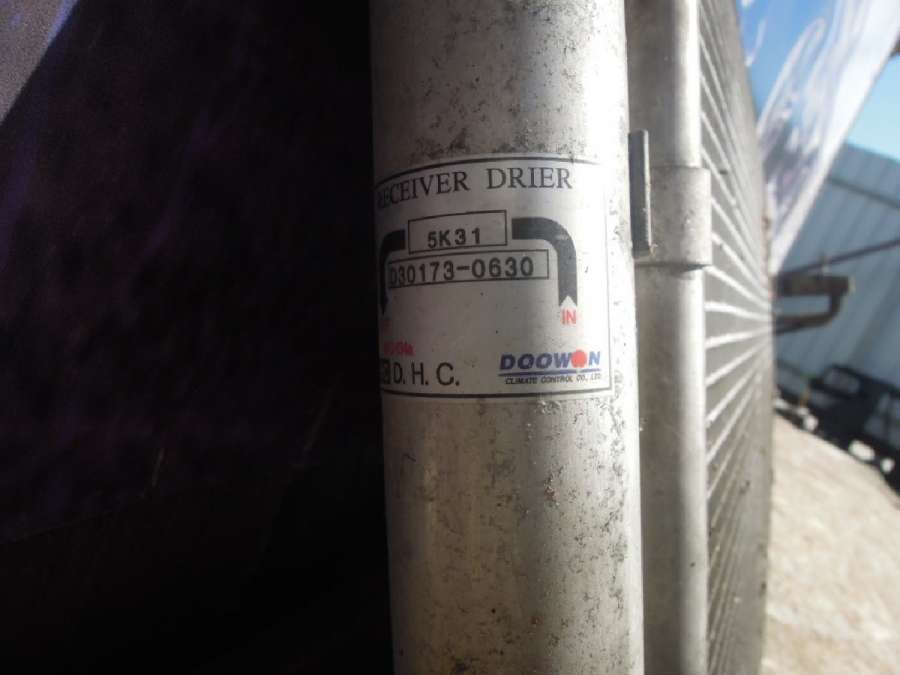 RECEIVER DRIER
5K31
D30173-0630
IN
D. H. C.
DOOWON
CLIMATE CONTROL CO., LTD.